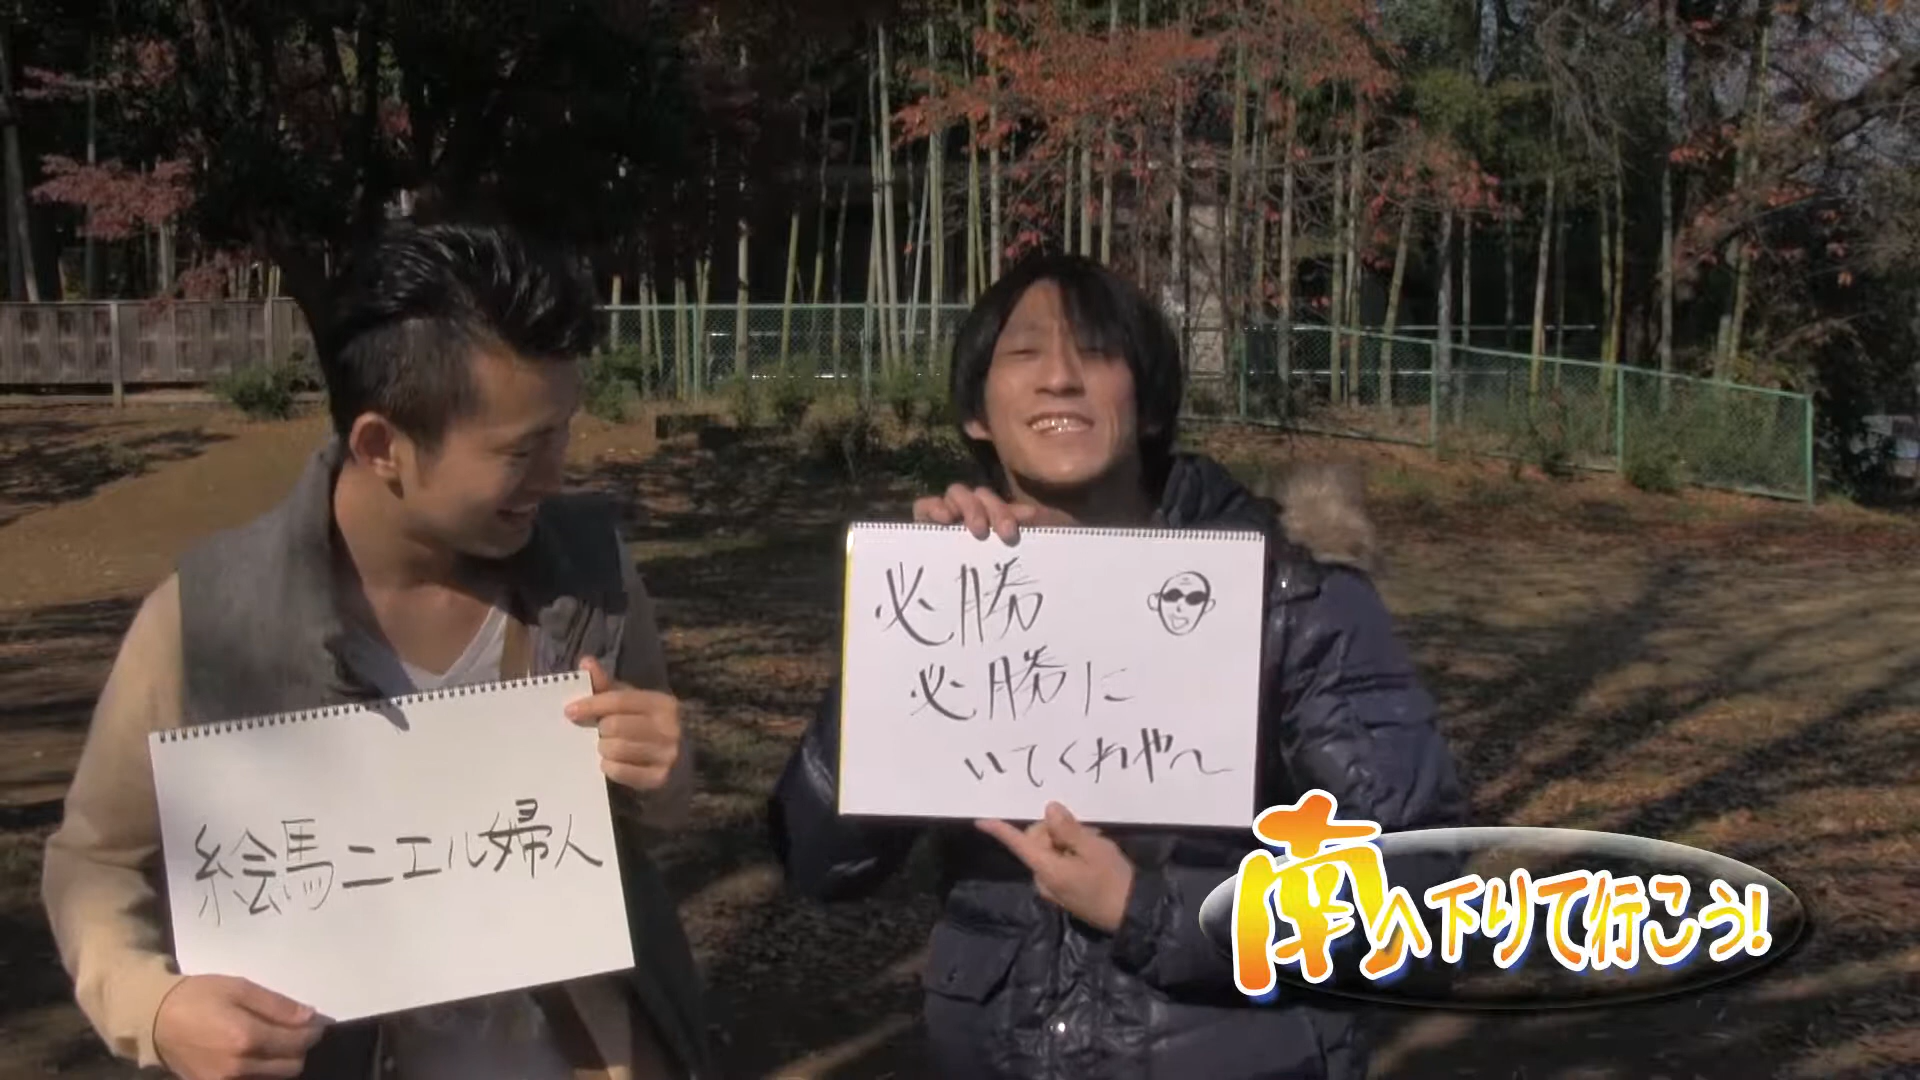 絵馬ニエル婦人
必勝
必勝に
いてくれや〜
南へ下りて行こう!